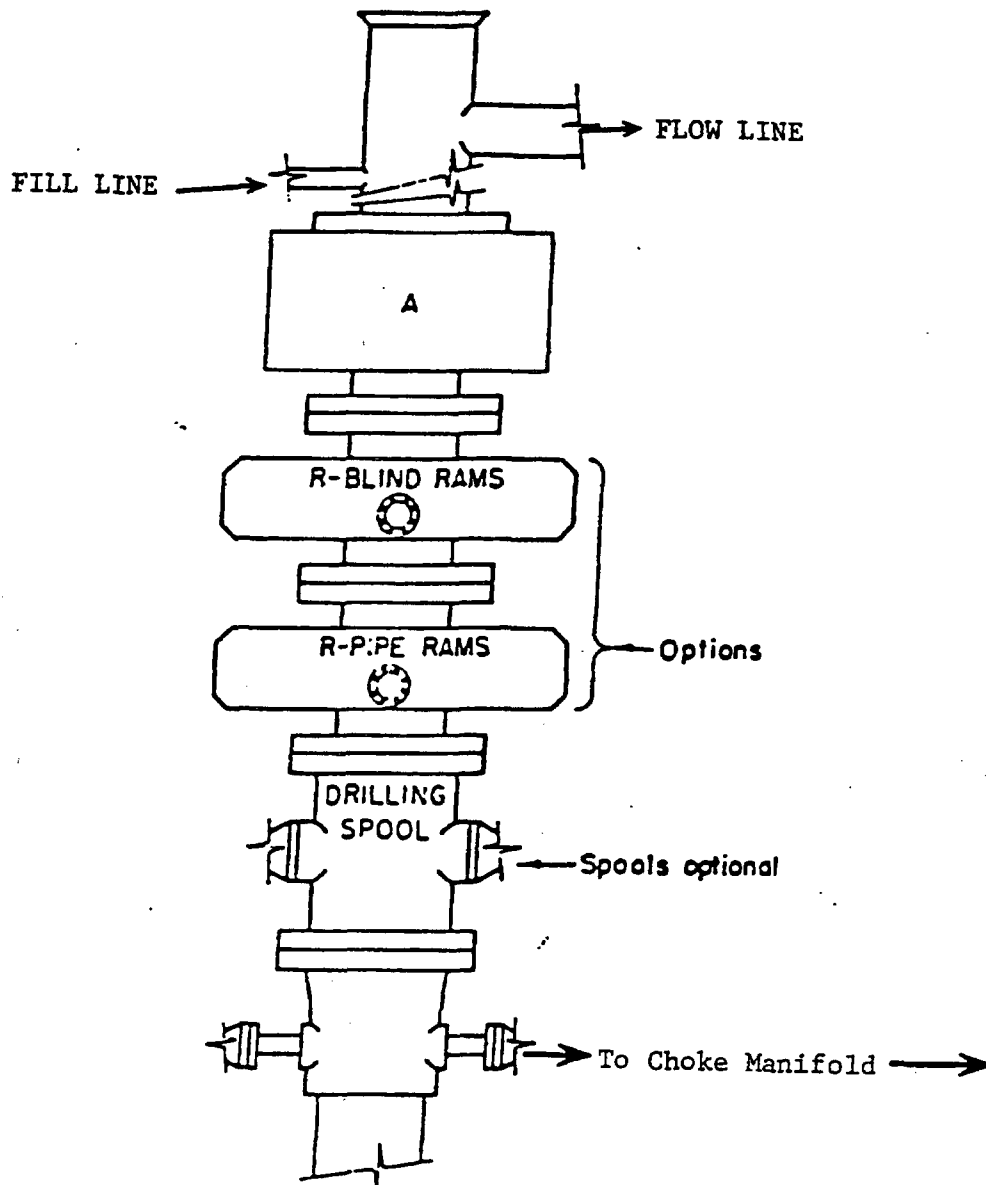 FLOW LINE
FILL LINE
A
R-BLIND RAMS
R-PIPE RAMS
Options
DRILLING
SPOOL
Spools optional
To Choke Manifold